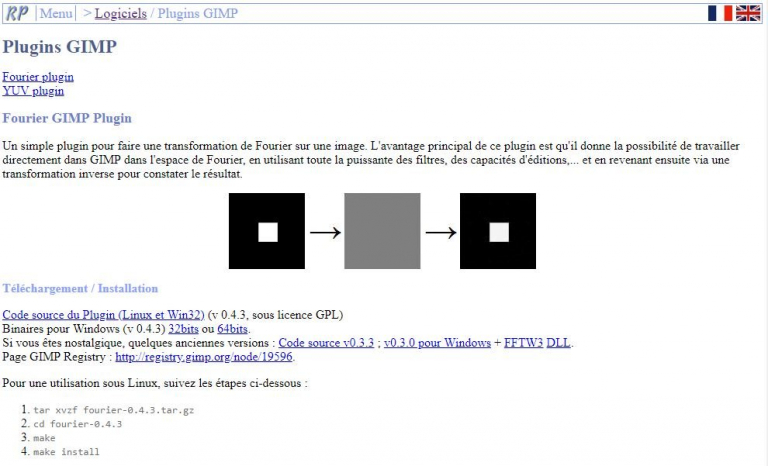 RP | Menu | > Logiciels / Plugins GIMP
Plugins GIMP
Fourier plugin
YUV plugin
Fourier GIMP Plugin
Un simple plugin pour faire une transformation de Fourier sur une image. L'avantage principal de ce plugin est qu'il donne la possibilité de travailler
directement dans GIMP dans l'espace de Fourier, en utilisant toute la puissante des filtres, des capacités d'éditions,... et en revenant ensuite via une
transformation inverse pour constater le résultat.
Téléchargement / Installation
Code source du Plugin (Linux et Win32) (v 0.4.3, sous licence GPL)
Binaires pour Windows (v 0.4.3) 32bits ou 64bits.
Si vous êtes nostalgique, quelques anciennes versions : Code source v0.3.3 ; v0.3.0 pour Windows + FFTW3 DLL.
Page GIMP Registry : http://registry.gimp.org/node/19596.
Pour une utilisation sous Linux, suivez les étapes ci-dessous :
1. tar xvzf fourier-0.4.3.tar.gz
2. cd fourier-0.4.3
3. make
4. make install